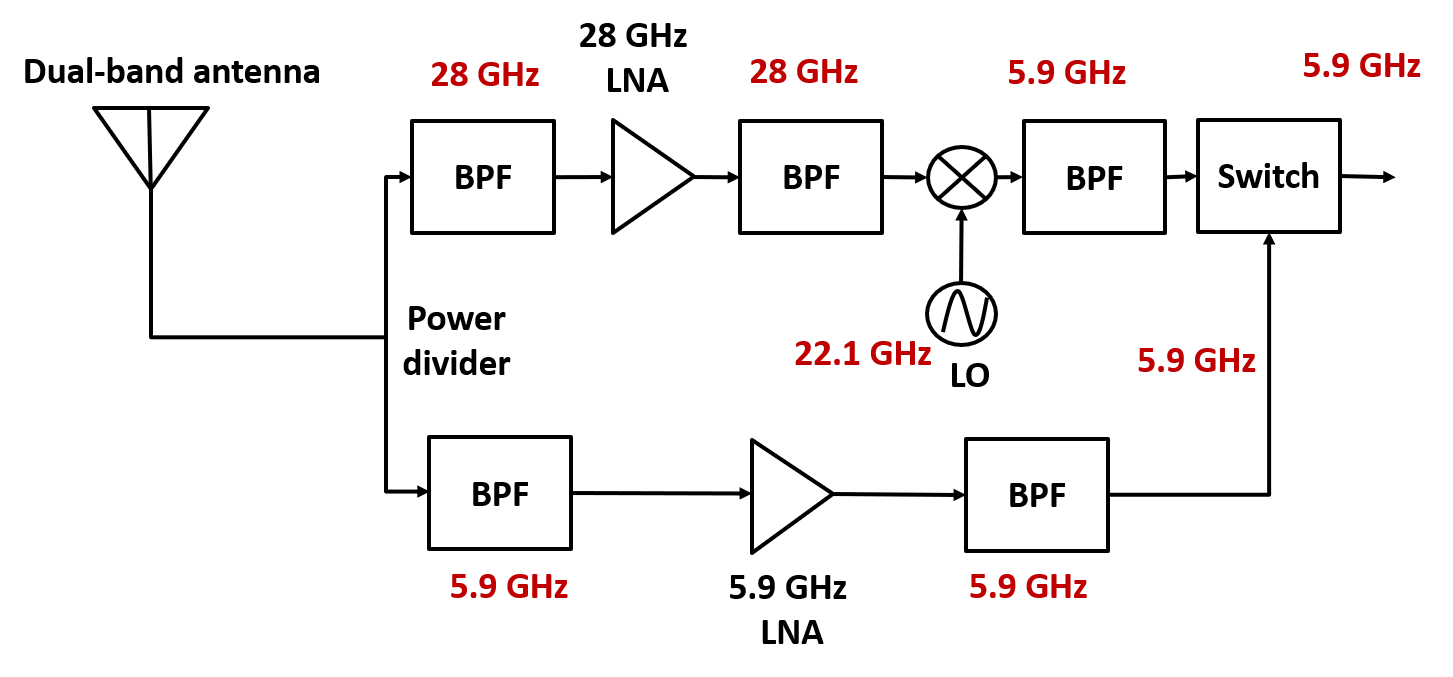 28 GHz
LNA
Dual-band antenna
28 GHz
28 GHz
5.9 GHz
5.9 GHz
BPF
BPF
BPF
Switch
Power
divider
22.1 GHz
LO
5.9 GHz
BPF
BPF
5.9 GHz
5.9 GHz
LNA
5.9 GHz